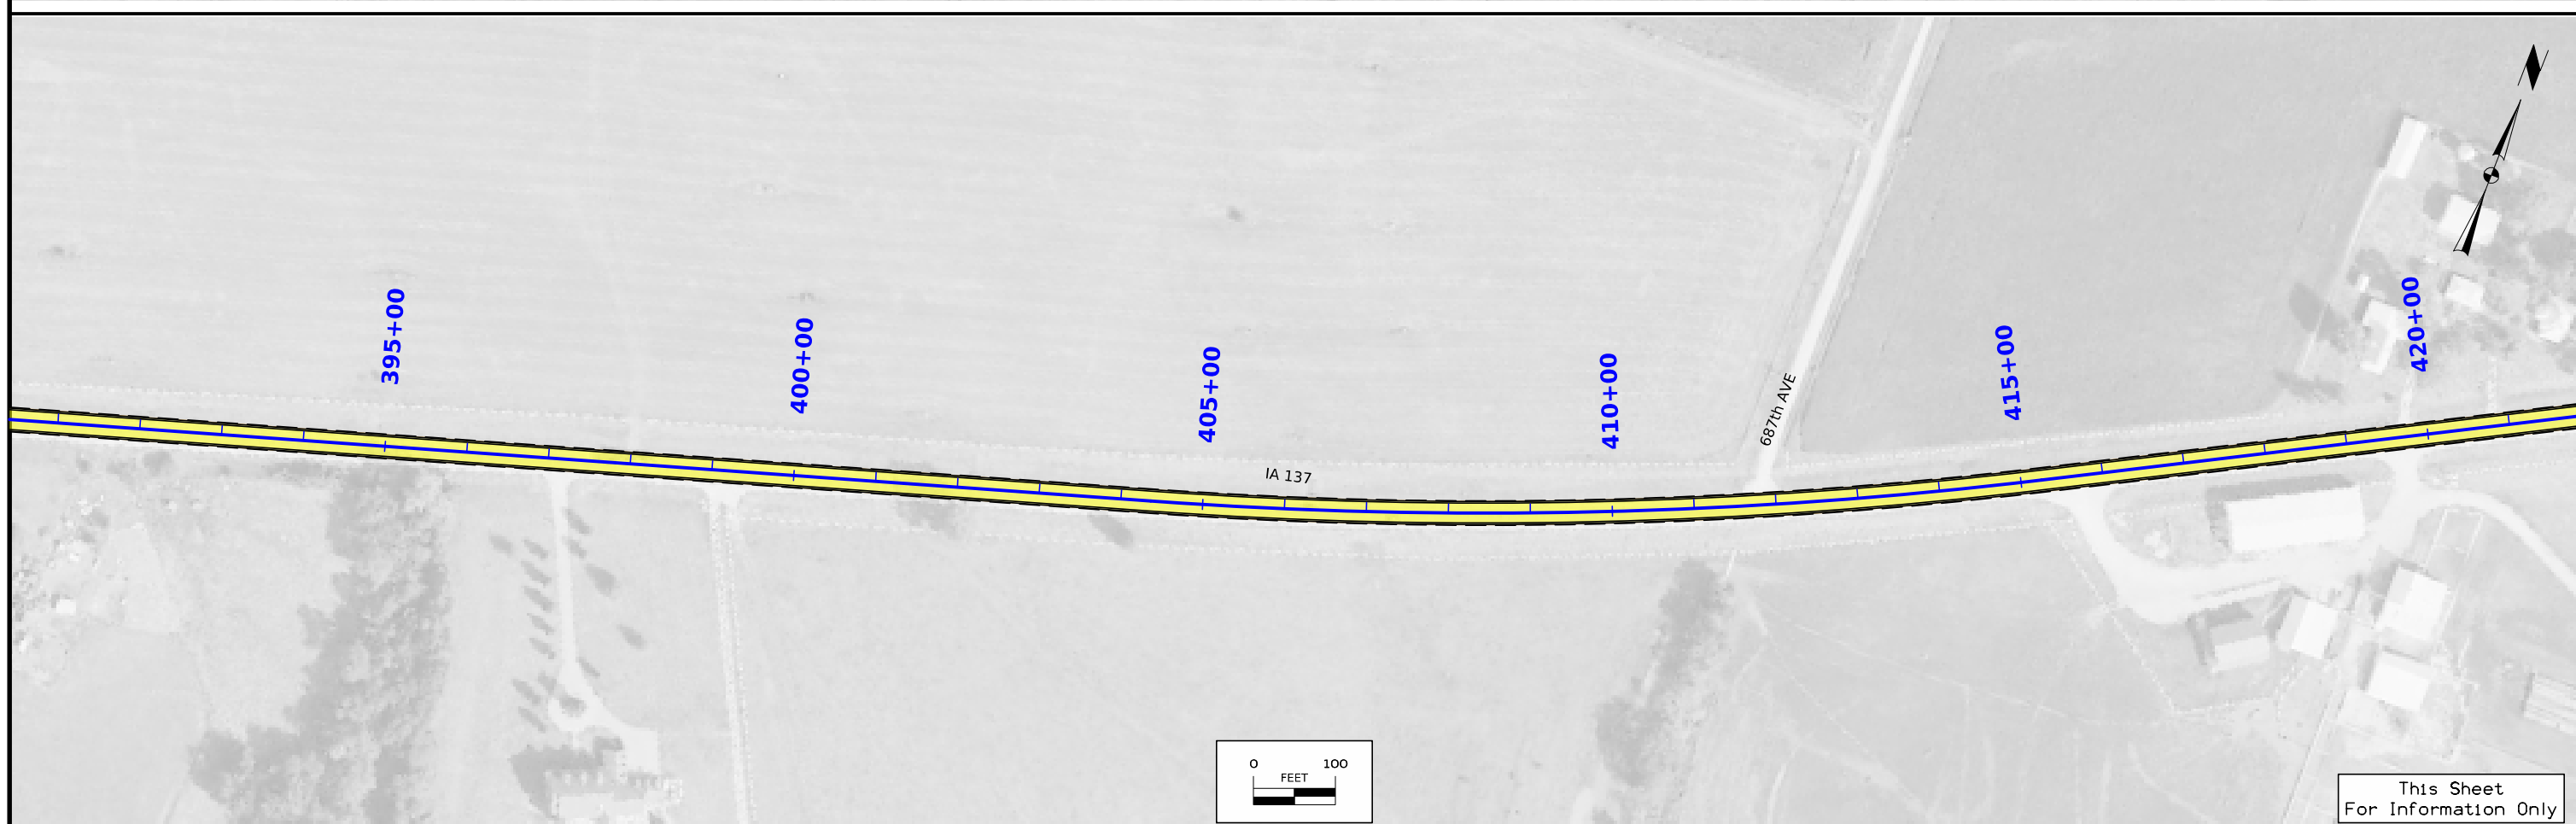 395+00
400+00
405+00
410+00
415+00
420+00
687th AVE
IA 137
0 100
FEET
This Sheet
For Information Only